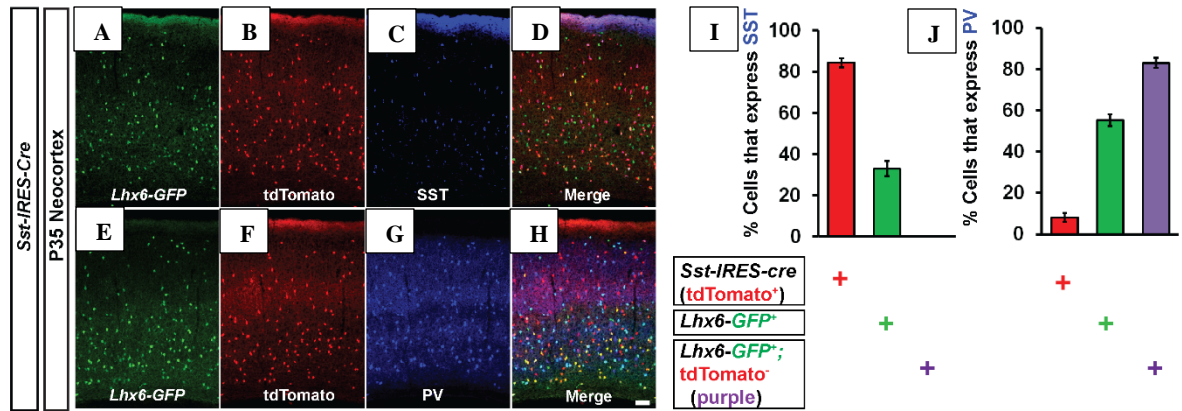 Sst-IRES-Cre
P35 Neocortex
A
B
C
D
Lhx6-GFP
tdTomato
SST
Merge
E
F
G
H
Lhx6-GFP
tdTomato
PV
Merge
I
% Cells that express SST
80
60
40
20
0
J
% Cells that express PV
100
80
60
40
20
0
Sst-IRES-cre
(tdTomato+)
+
+
Lhx6-GFP+
+
+
Lhx6-GFP+;
tdTomato-
(purple)
+
+